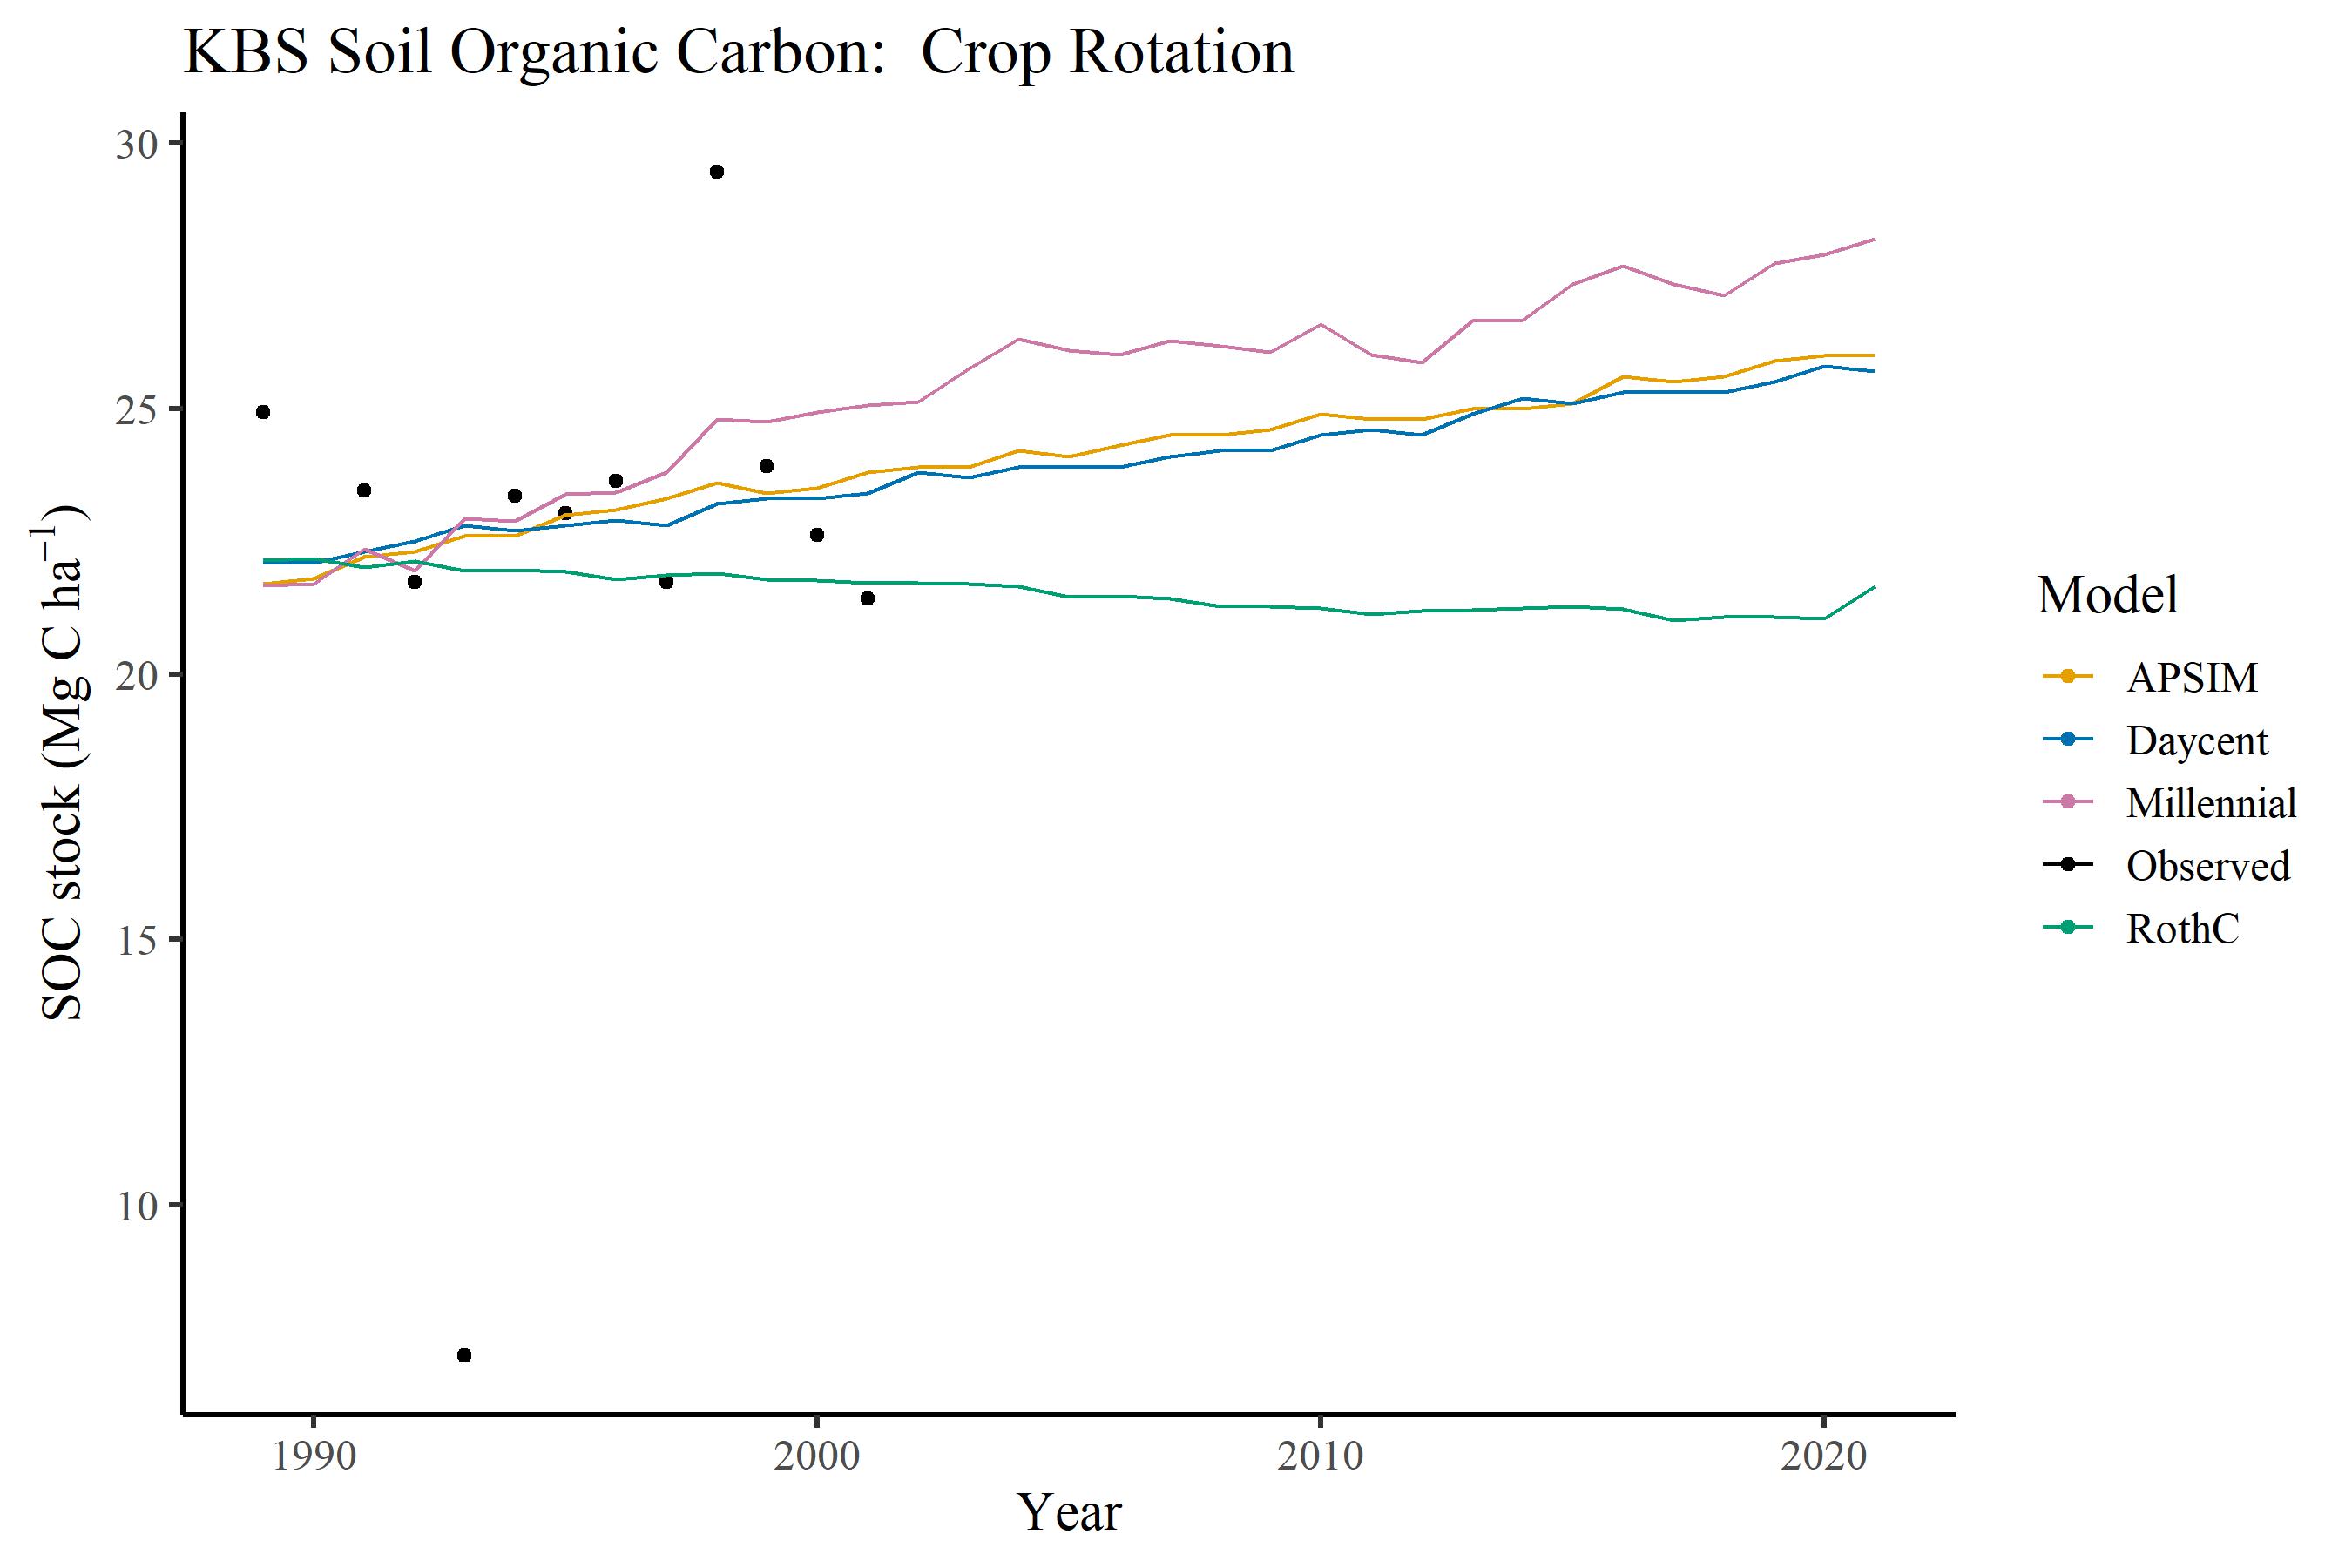 KBS Soil Organic Carbon:  Crop Rotation
SOC stock (Mg C ha⁻¹)
30
25
20
15
10
1990
2000
2010
2020
Year
Model
APSIM
Daycent
Millennial
Observed
RothC